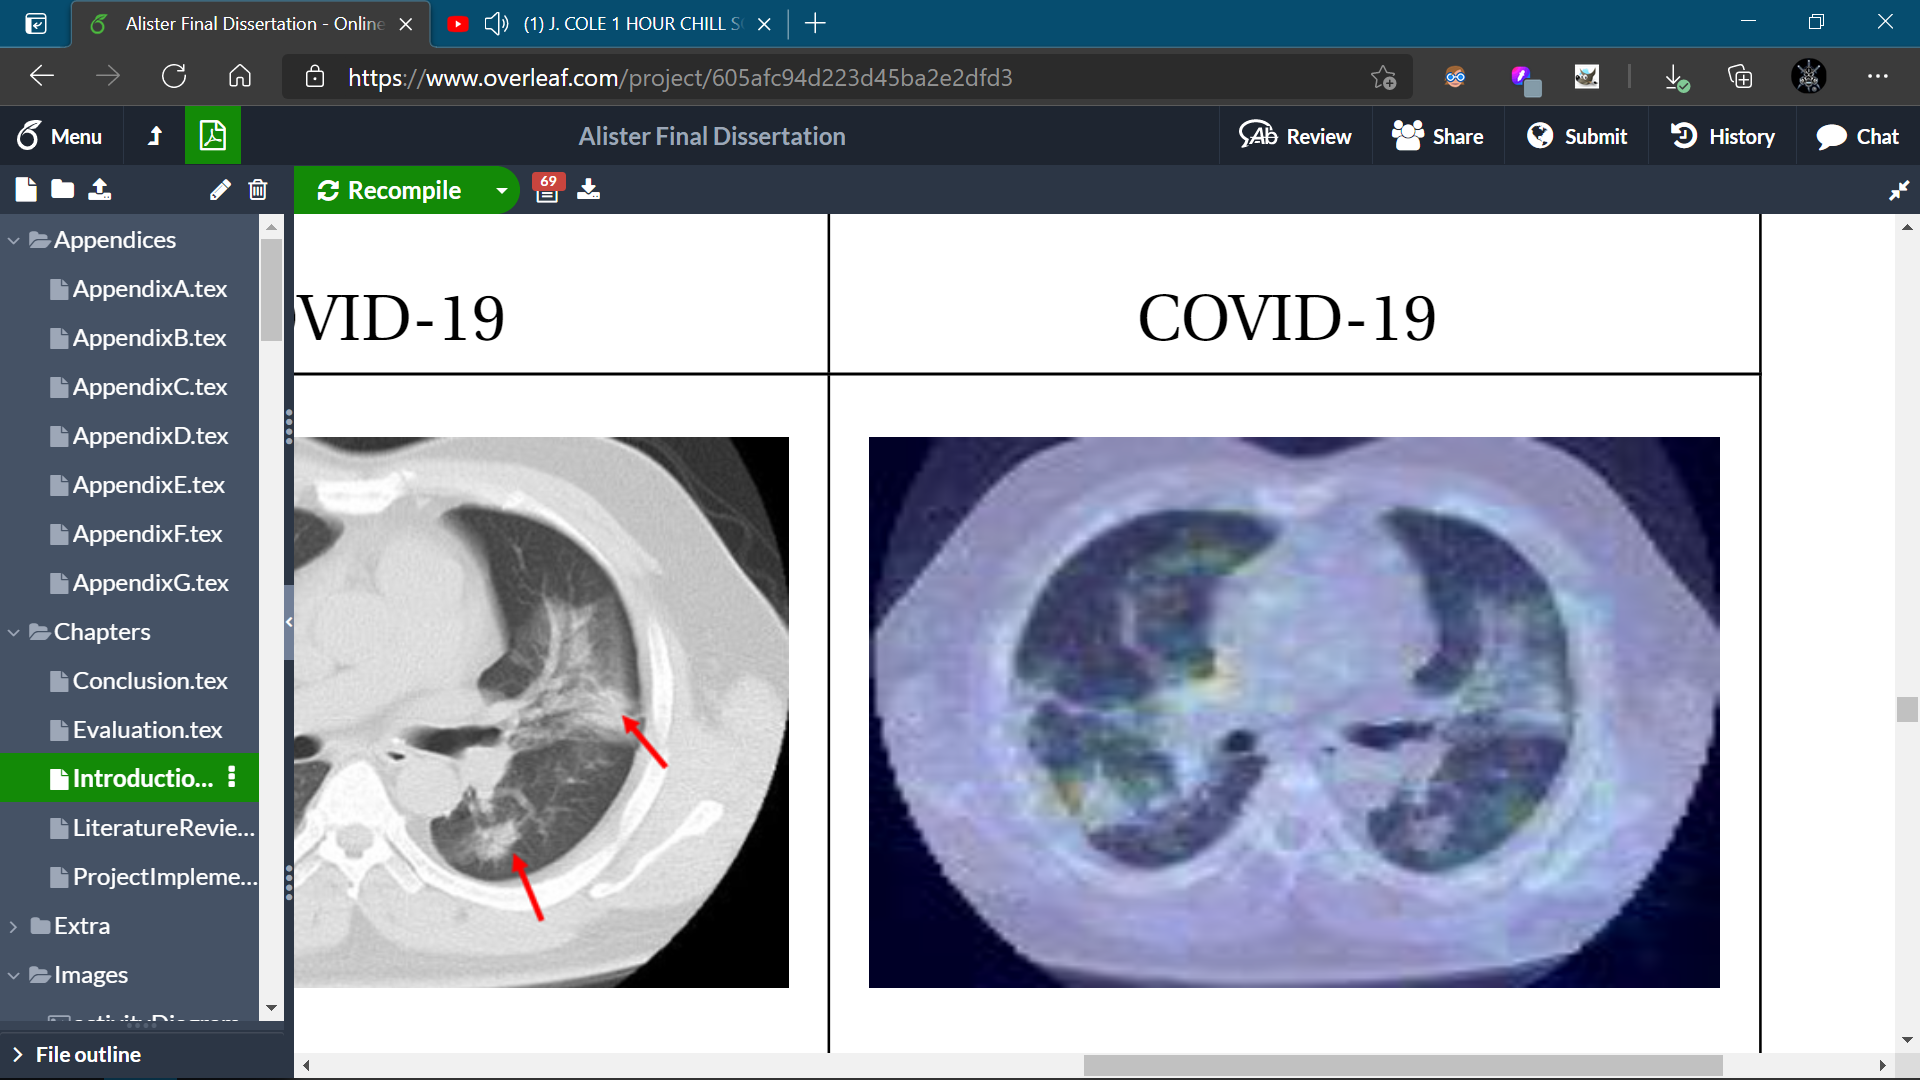 Alister Final Dissertation - Online
(1) J. COLE 1 HOUR CHILL S
https://www.overleaf.com/project/605afc94d223d45ba2e2dfd3
Menu
Alister Final Dissertation
Ab Review
Share
Submit
History
Chat
Recompile
69
Appendices
AppendixA.tex
AppendixB.tex
AppendixC.tex
AppendixD.tex
AppendixE.tex
AppendixF.tex
AppendixG.tex
Chapters
Conclusion.tex
Evaluation.tex
Introductio...
LiteratureRevie...
ProjectImpleme...
Extra
Images
File outline
OVID-19
COVID-19